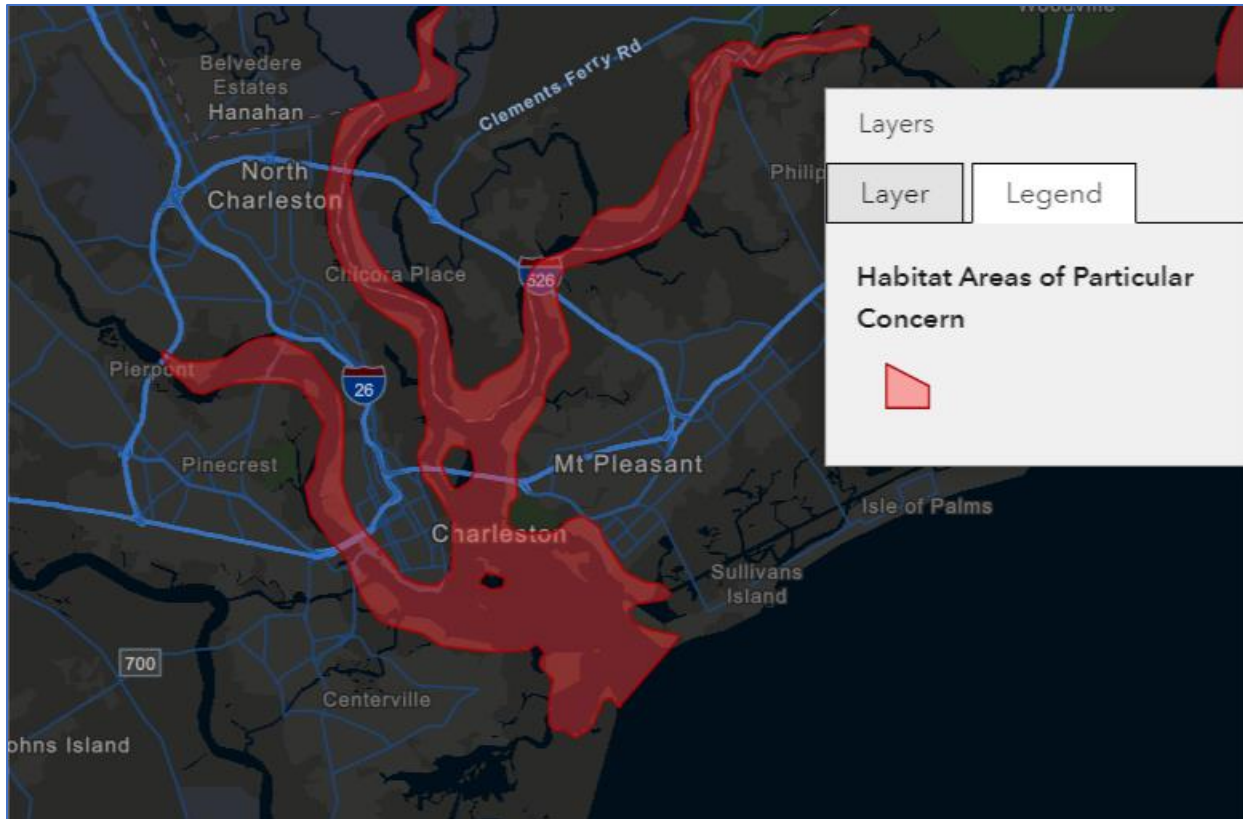 Woodville
Belvedere
Estates
Hanahan
Clements Ferry Rd
North
Charleston
Chicora Place
526
Pierpont
26
Pinecrest
Mt Pleasant
Charleston
Isle of Palms
Sullivans
Island
700
Centerville
ohns Island
Philip
Layers
Layer
Legend
Habitat Areas of Particular
Concern